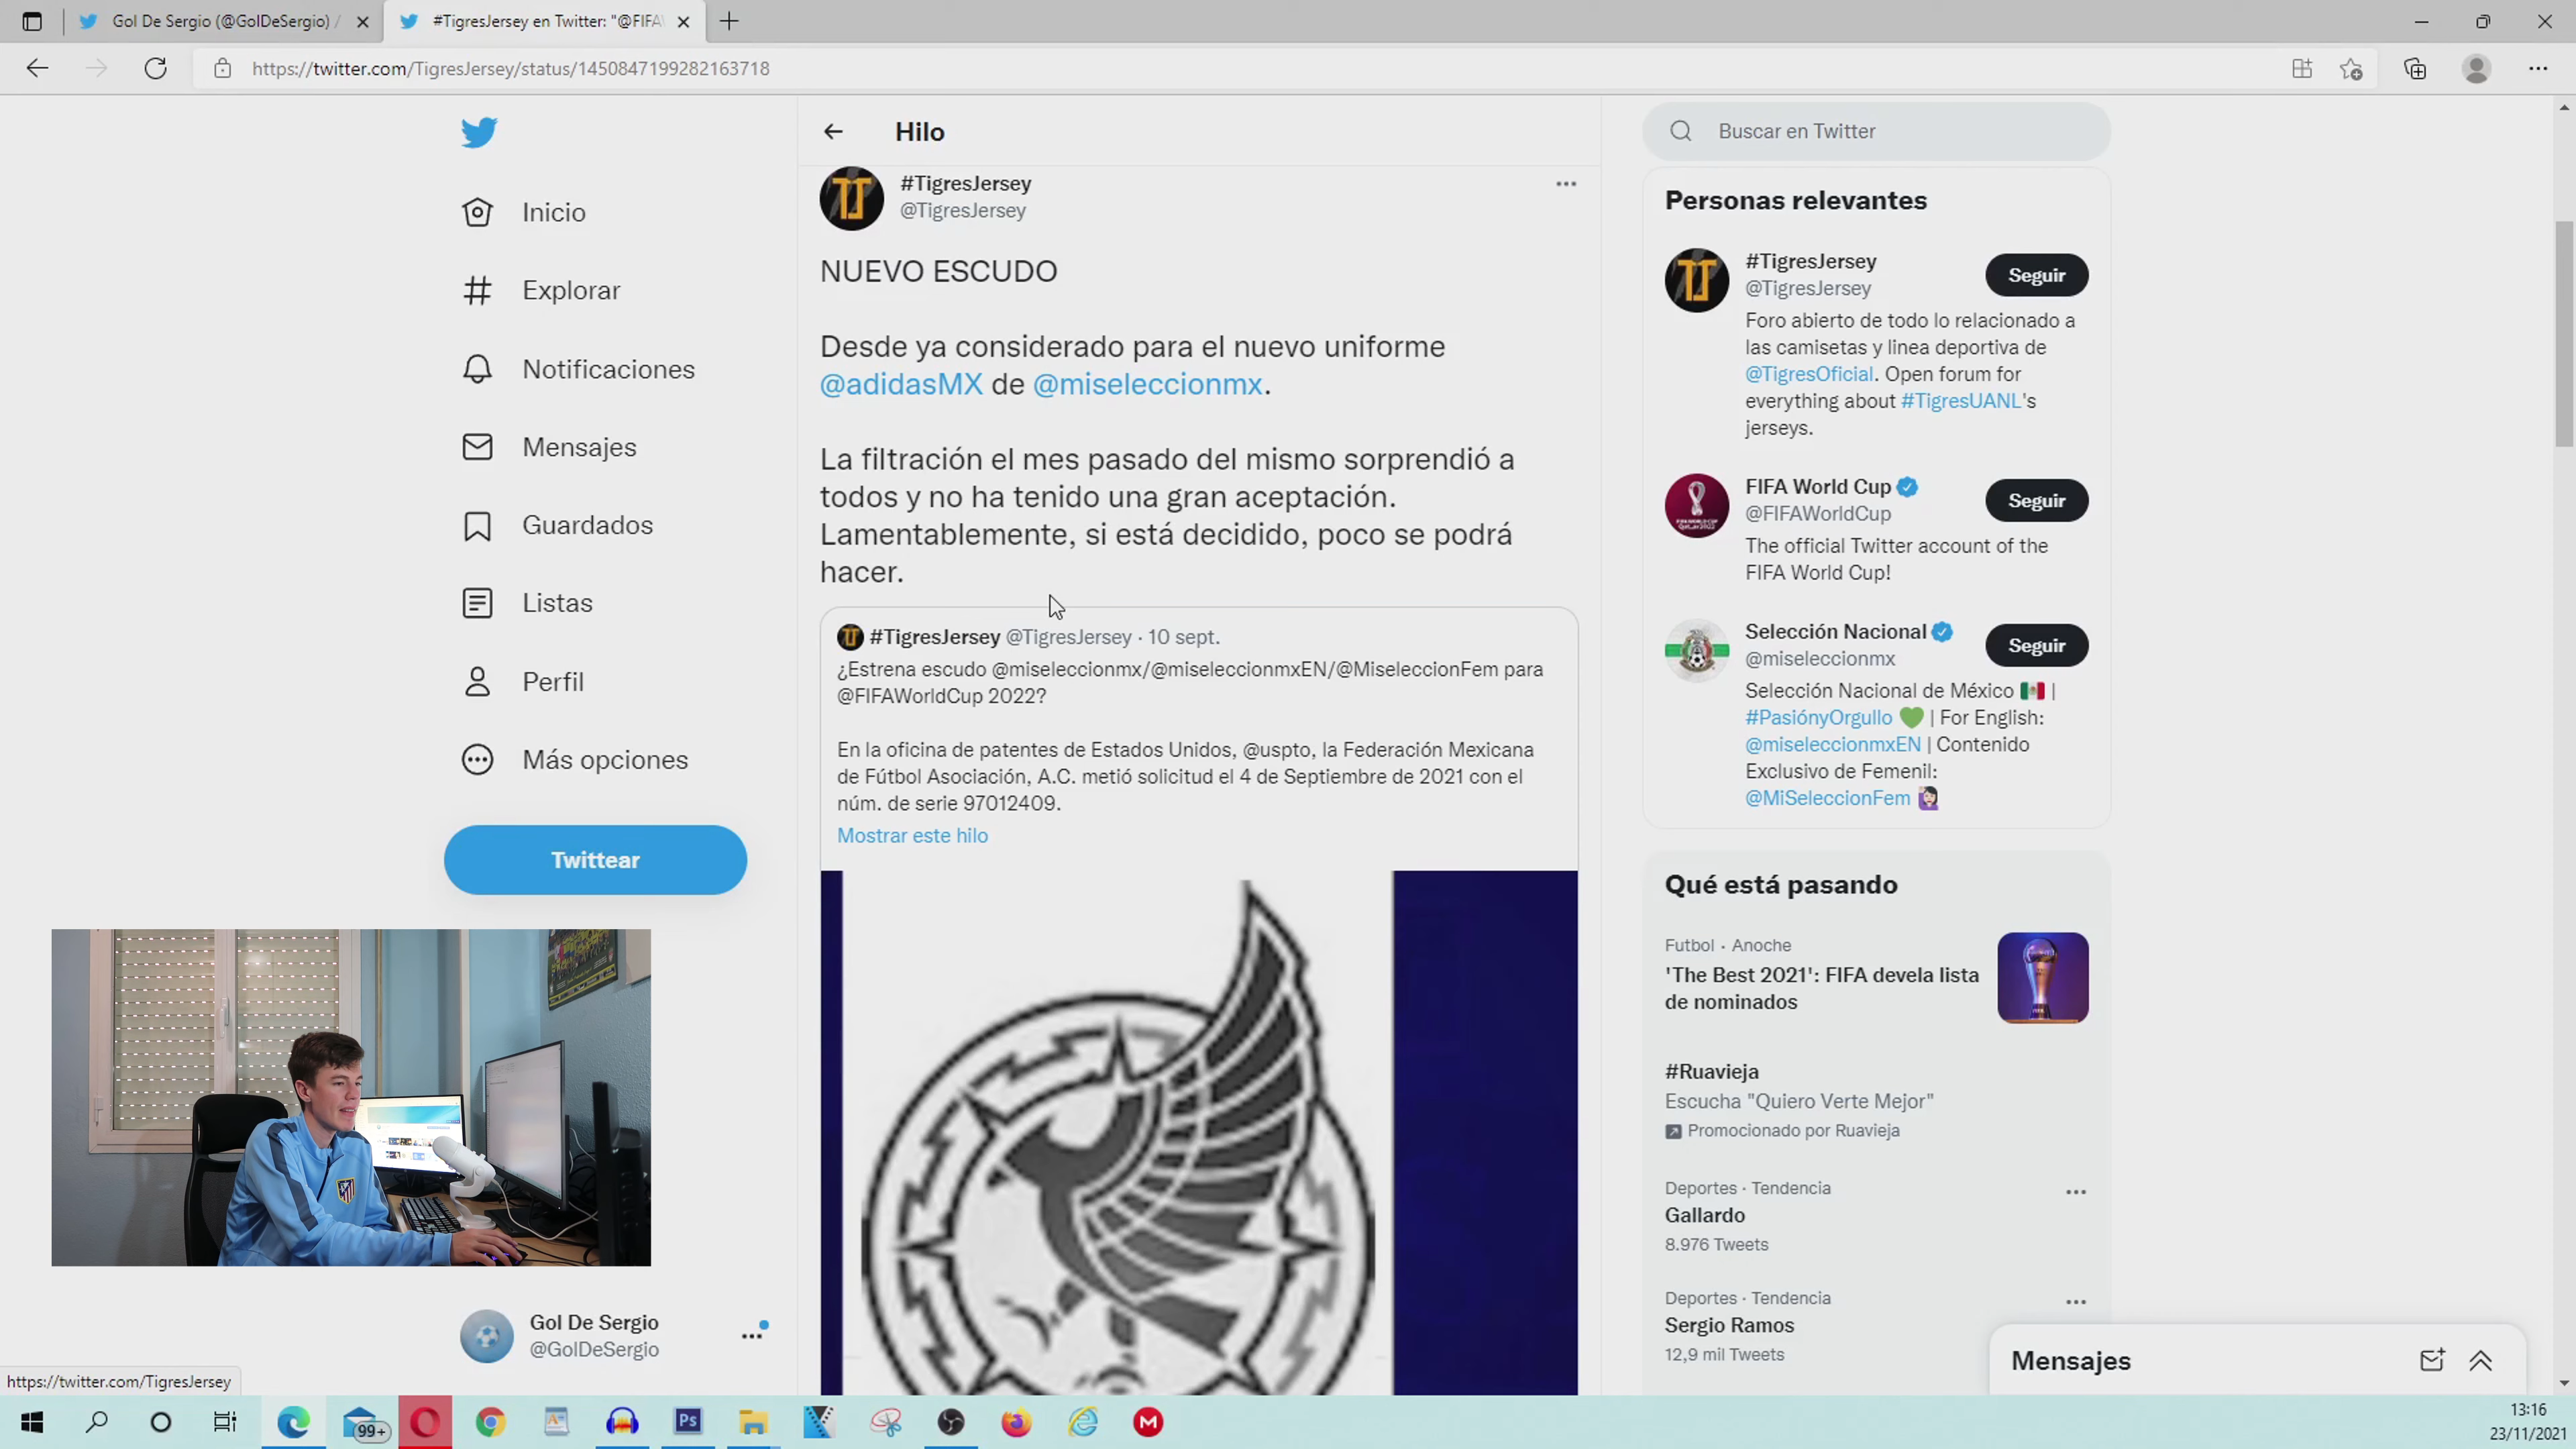 Gol De Sergio (@GolDeSergio) /
#TigresJersey en Twitter: "@FIFA
https://twitter.com/TigresJersey/status/1450847199282163718
Inicio
Explorar
Notificaciones
Mensajes
Guardados
Listas
Perfil
Más opciones
Twittear
Gol De Sergio
@GolDeSergio
https://twitter.com/TigresJersey
Hilo
#TigresJersey
@TigresJersey
NUEVO ESCUDO
Desde ya considerado para el nuevo uniforme
@adidasMX de @miseleccionmx.
La filtración el mes pasado del mismo sorprendió a
todos y no ha tenido una gran aceptación.
Lamentablemente, si está decidido, poco se podrá
hacer.
#TigresJersey @TigresJersey · 10 sept.
¿Estrena escudo @miseleccionmx/@miseleccionmxEN/@MiseleccionFem para
@FIFAWorldCup 2022?
En la oficina de patentes de Estados Unidos, @uspto, la Federación Mexicana
de Fútbol Asociación, A.C. metió solicitud el 4 de Septiembre de 2021 con el
núm. de serie 97012409.
Mostrar este hilo
Buscar en Twitter
Personas relevantes
#TigresJersey
@TigresJersey
Seguir
Foro abierto de todo lo relacionado a
las camisetas y linea deportiva de
@TigresOficial. Open forum for
everything about #TigresUANL's
jerseys.
FIFA World Cup
@FIFAWorldCup
Seguir
The official Twitter account of the
FIFA World Cup!
Selección Nacional
@miseleccionmx
Seguir
Selección Nacional de México 🇲🇽 |
#PasiónyOrgullo 💚 | For English:
@miseleccionmxEN | Contenido
Exclusivo de Femenil:
@MiSeleccionFem 🙋🏻‍♀️
Qué está pasando
Futbol · Anoche
'The Best 2021': FIFA devela lista
de nominados
#Ruavieja
Escucha "Quiero Verte Mejor"
Promocionado por Ruavieja
Deportes · Tendencia
Gallardo
8.976 Tweets
Deportes · Tendencia
Sergio Ramos
12,9 mil Tweets
Mensajes
99+
Ps
13:16
23/11/2021